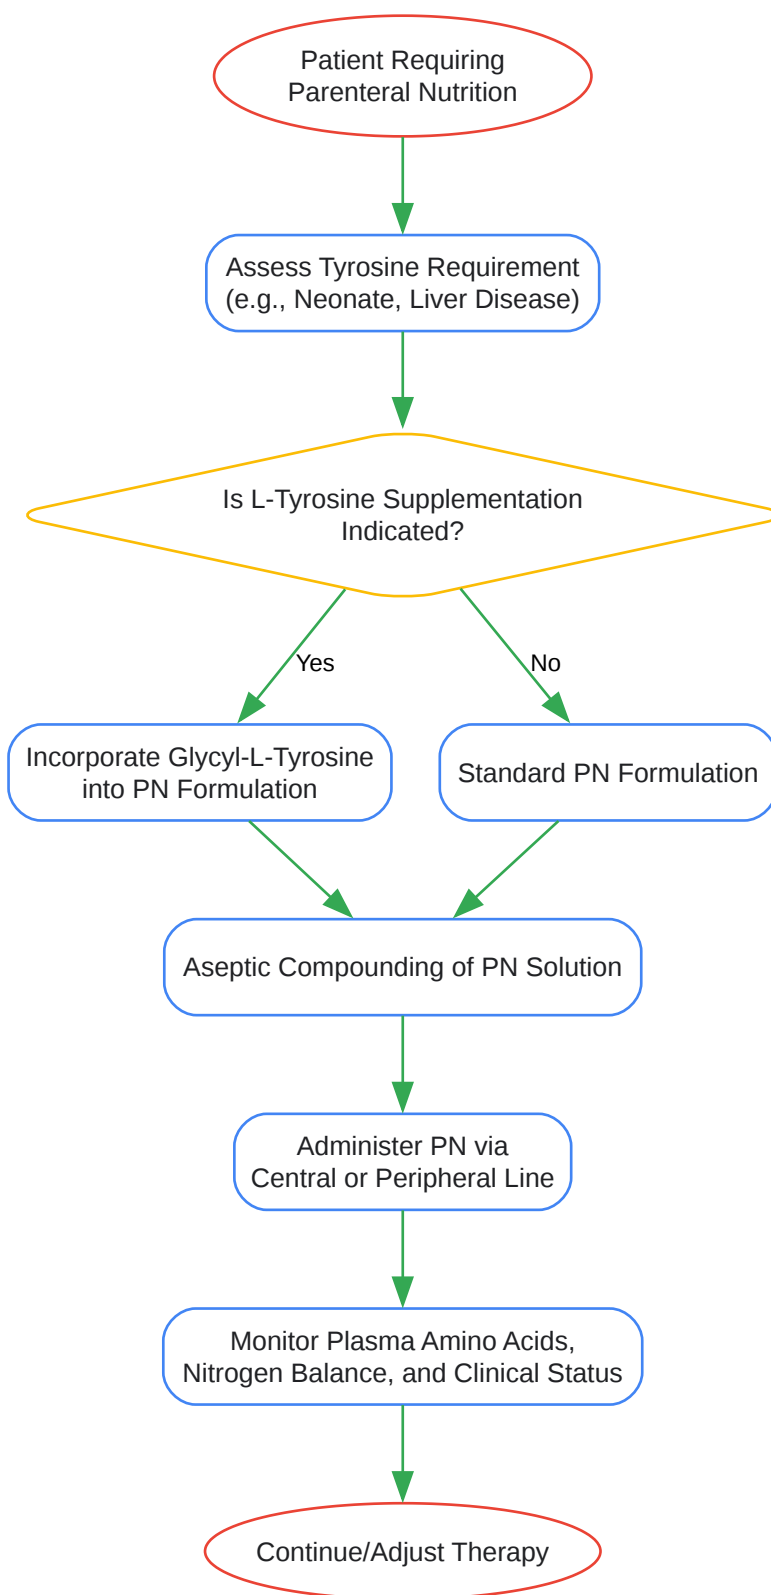 Patient Requiring
Parenteral Nutrition
Assess Tyrosine Requirement
(e.g., Neonate, Liver Disease)
Is L-Tyrosine Supplementation
Indicated?
Yes
No
Incorporate Glycyl-L-Tyrosine
into PN Formulation
Standard PN Formulation
Aseptic Compounding of PN Solution
Administer PN via
Central or Peripheral Line
Monitor Plasma Amino Acids,
Nitrogen Balance, and Clinical Status
Continue/Adjust Therapy